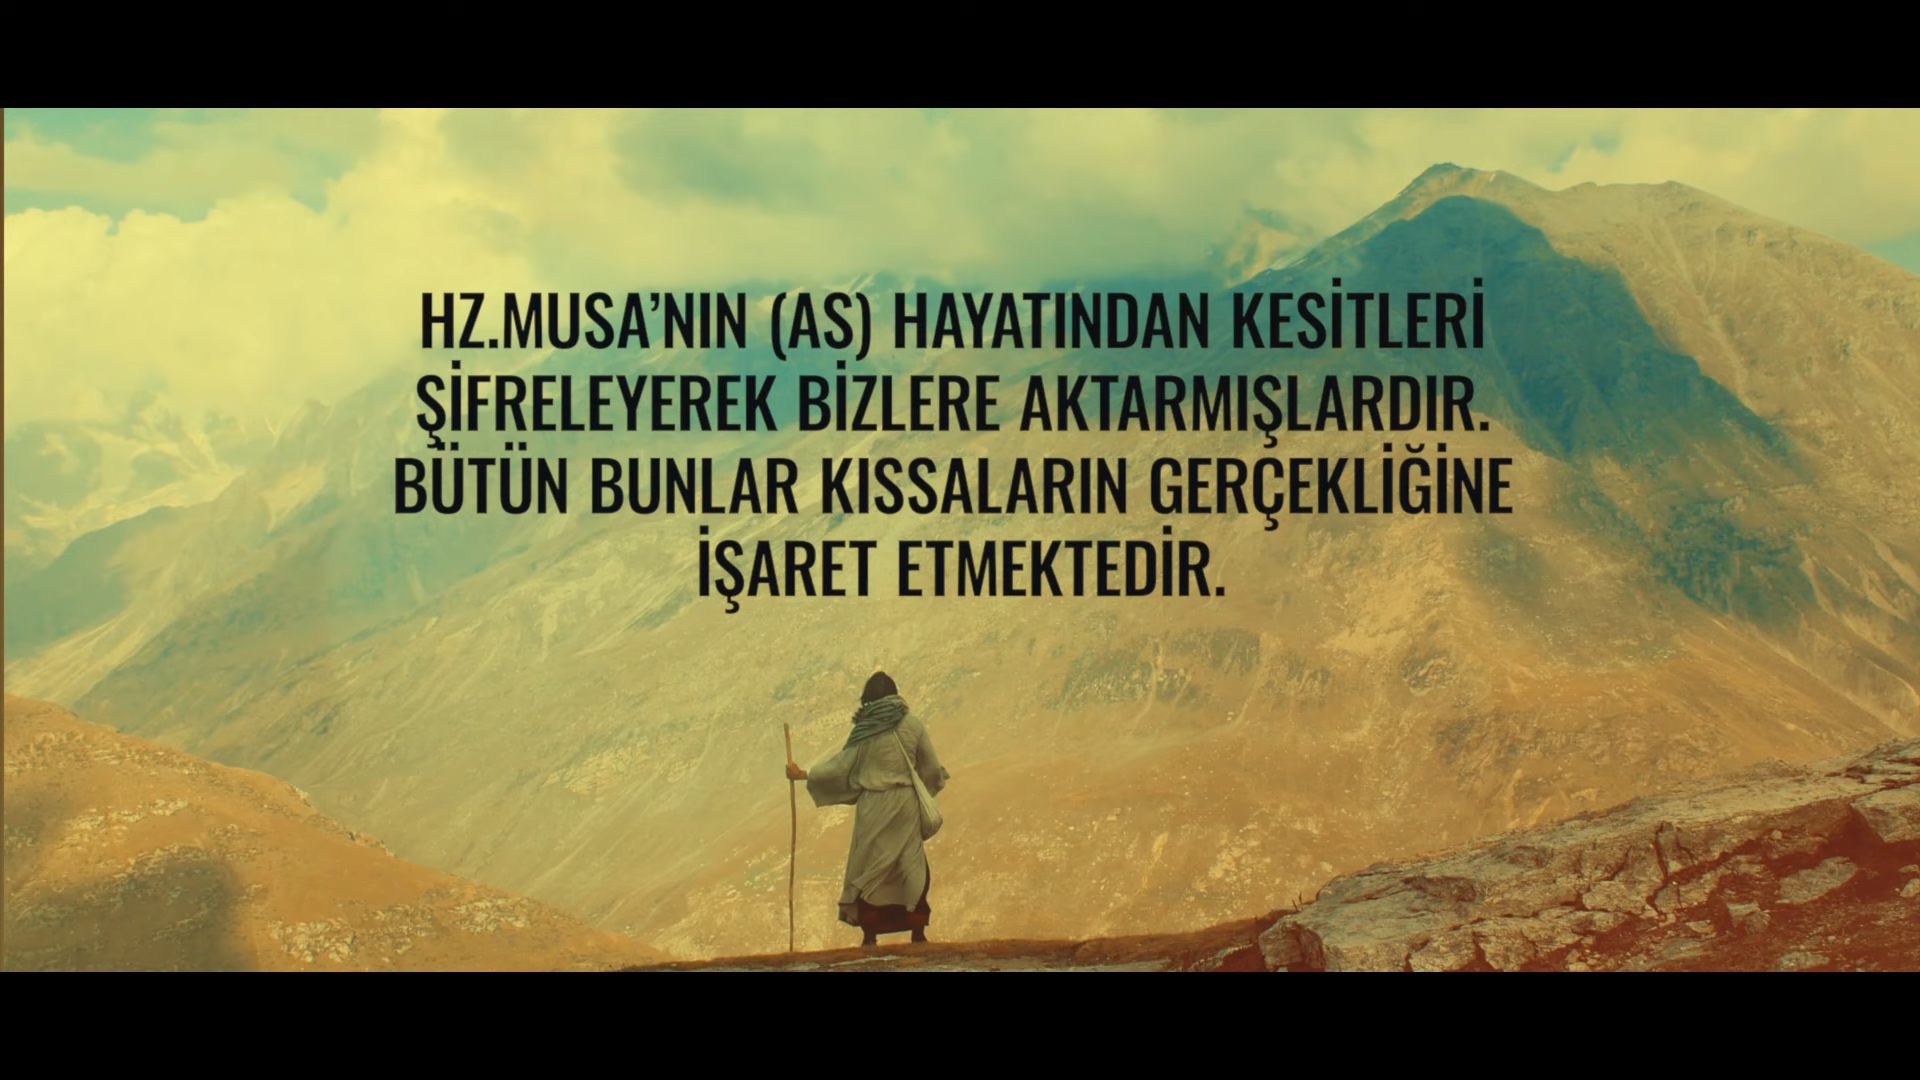 HZ.MUSA’NIN (AS) HAYATINDAN KESİTLERİ
ŞİFRELEYEREK BİZLERE AKTARMIŞLARDIR.
BÜTÜN BUNLAR KISSALARIN GERÇEKLİĞİNE
İŞARET ETMEKTEDİR.